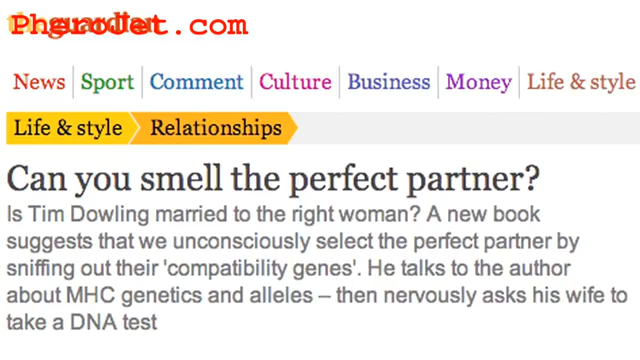 PheroJet.com
theguardian
News Sport Comment Culture Business Money Life & style
Life & style Relationships
Can you smell the perfect partner?
Is Tim Dowling married to the right woman? A new book
suggests that we unconsciously select the perfect partner by
sniffing out their 'compatibility genes'. He talks to the author
about MHC genetics and alleles – then nervously asks his wife to
take a DNA test